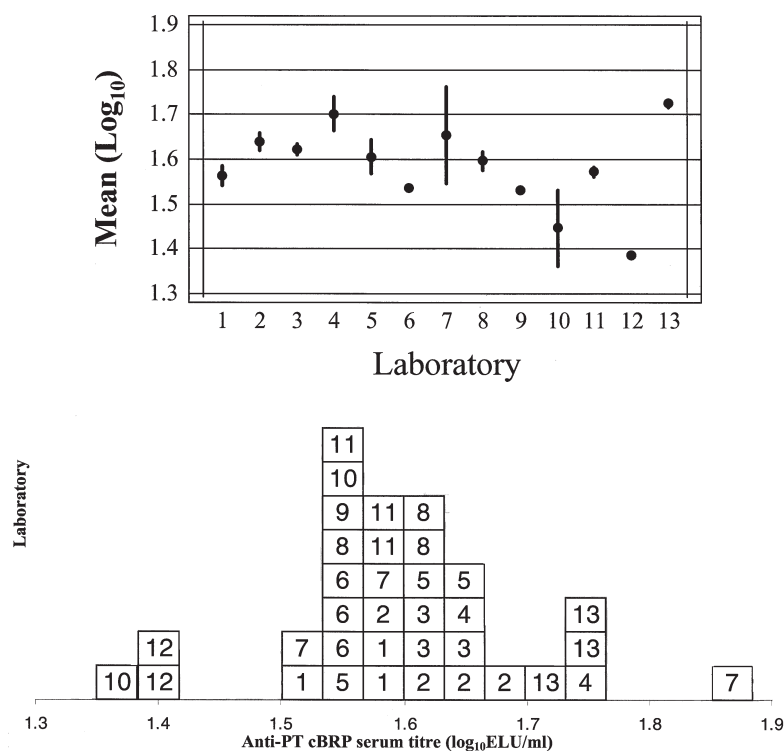 1.9
1.8
1.7
1.6
1.5
1.4
1.3
Mean (Log10)
1 2 3 4 5 6 7 8 9 10 11 12 13
Laboratory
Laboratory
11
10
9 11 8
8 11 8
6 7 5 5
6 2 3 4 13
12 7 6 1 3 3 13
10 12 1 5 1 2 2 2 13 4 7
1.3 1.4 1.5 1.6 1.7 1.8 1.9
Anti-PT cBRP serum titre (log10ELU/ml)